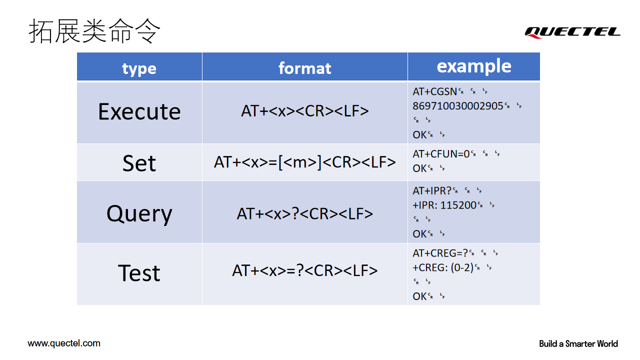 拓展类命令
QUECTEL
type format example
Execute AT+<x><CR><LF>
AT+CGSN␍ ␍ ␊
869710030002905␍ ␊
␍ ␊
OK␍ ␊
Set AT+<x>=[<m>]<CR><LF>
AT+CFUN=0␍ ␍ ␊
OK␍ ␊
Query AT+<x>?<CR><LF>
AT+IPR?␍ ␍ ␊
+IPR: 115200␍ ␊
␍ ␊
OK␍ ␊
Test AT+<x>=?<CR><LF>
AT+CREG=?␍ ␍ ␊
+CREG: (0-2)␍ ␊
␍ ␊
OK␍ ␊
www.quectel.com
Build a Smarter World